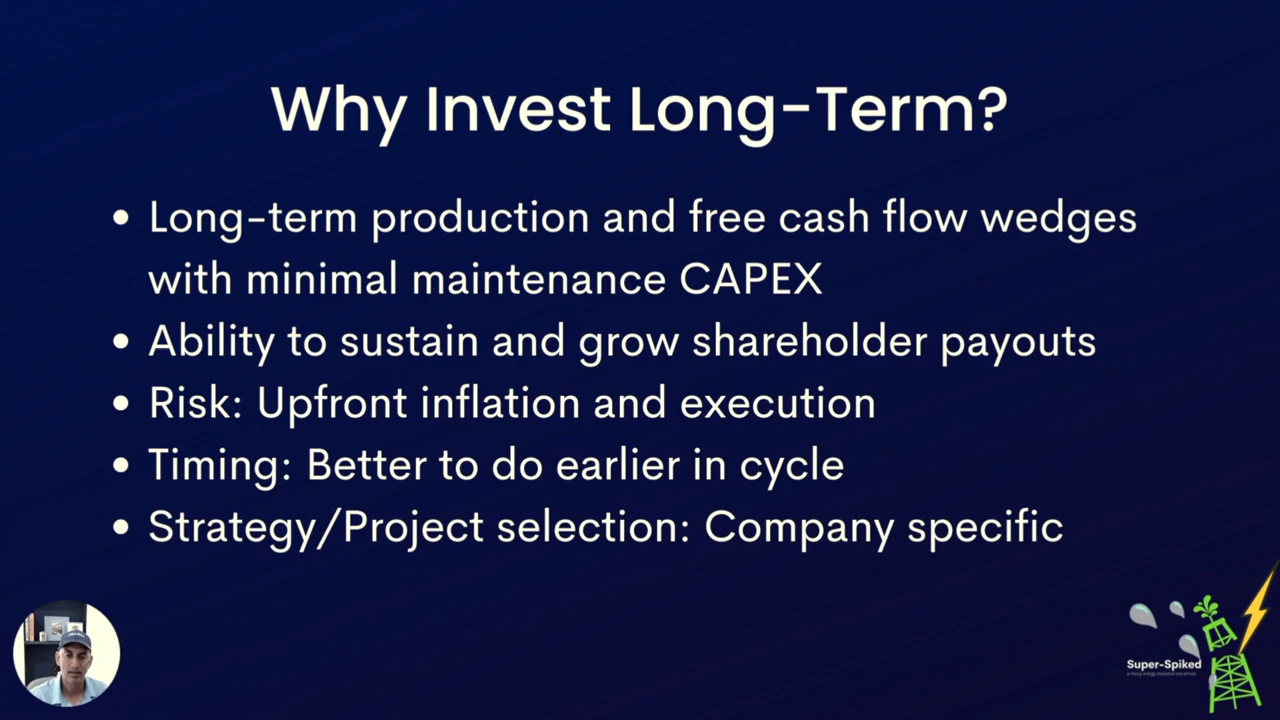 Why Invest Long-Term?
• Long-term production and free cash flow wedges
with minimal maintenance CAPEX
• Ability to sustain and grow shareholder payouts
• Risk: Upfront inflation and execution
• Timing: Better to do earlier in cycle
• Strategy/Project selection: Company specific
Super-Spiked